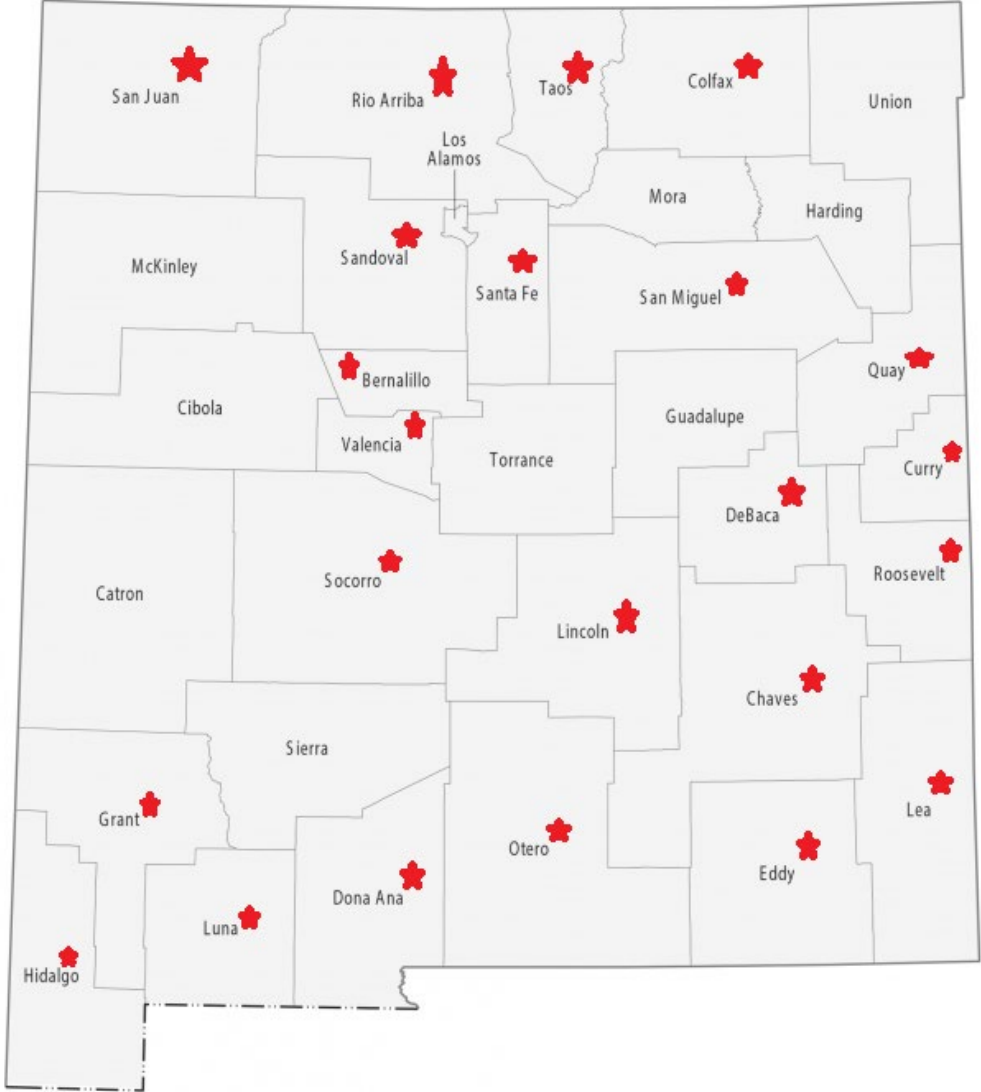 San Juan
Rio Arriba
Taos
Colfax
Union
Los
Alamos
Mora
Harding
McKinley
Sandoval
Santa Fe
San Miguel
Quay
Bernalillo
Cibola
Valencia
Torrance
Guadalupe
Curry
DeBaca
Catron
Socorro
Roosevelt
Lincoln
Chaves
Sierra
Grant
Lea
Otero
Eddy
Dona Ana
Luna
Hidalgo